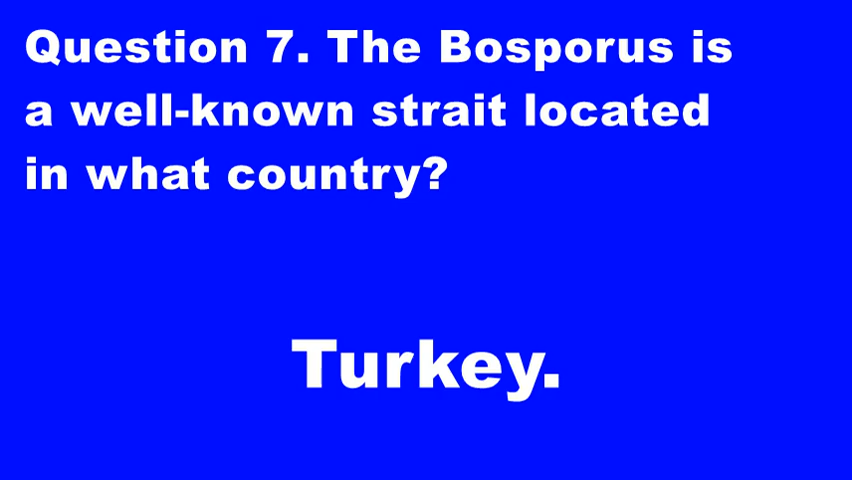 Question 7. The Bosporus is
a well-known strait located
in what country?
Turkey.